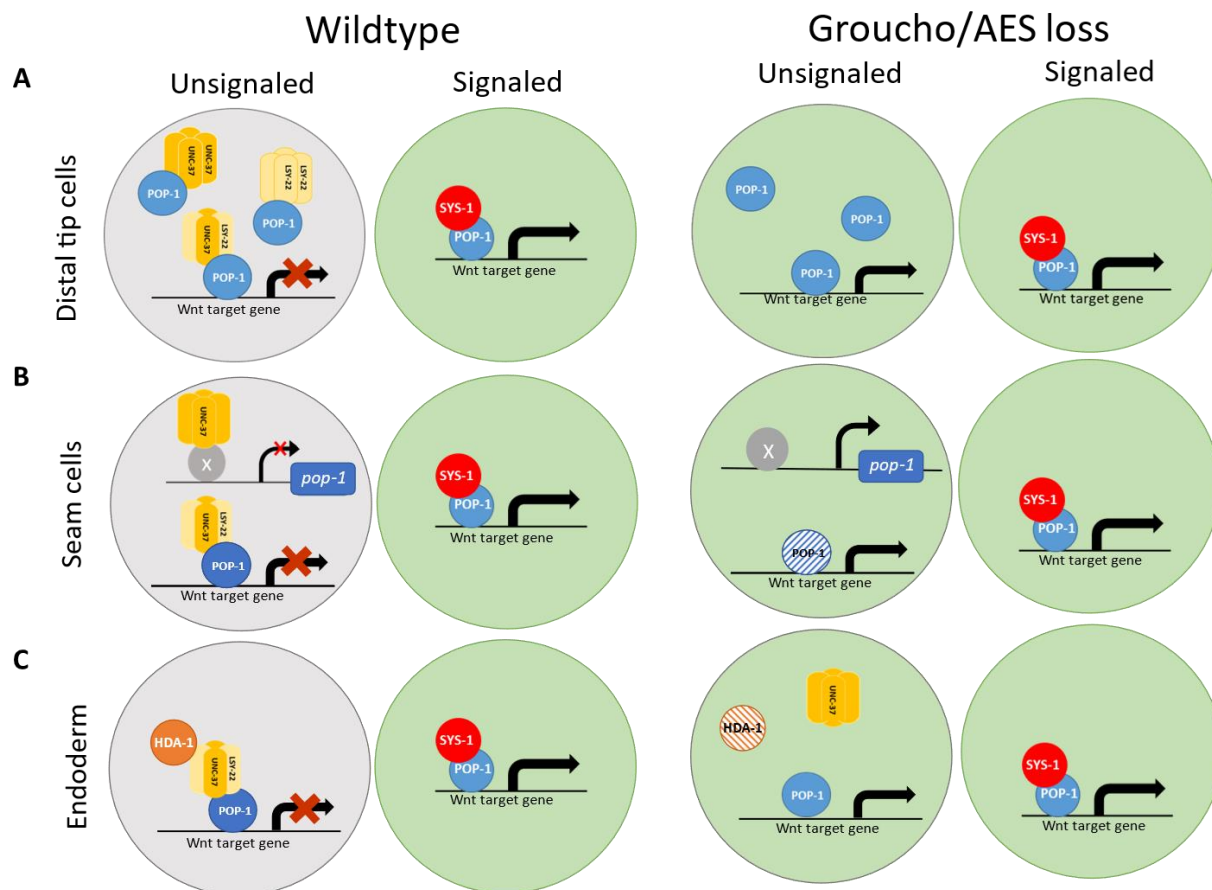 Wildtype
Groucho/AES loss
Unsignaled
Signaled
Unsignaled
Signaled
A
Distal tip cells
UNC-37
UNC-37
POP-1
LSY-22
LSY-22
POP-1
UNC-37
LSY-22
POP-1
Wnt target gene
SYS-1
POP-1
Wnt target gene
POP-1
POP-1
POP-1
Wnt target gene
SYS-1
POP-1
Wnt target gene
B
Seam cells
UNC-37
X
pop-1
UNC-37
LSY-22
POP-1
Wnt target gene
SYS-1
POP-1
Wnt target gene
X
pop-1
POP-1
Wnt target gene
SYS-1
POP-1
Wnt target gene
C
Endoderm
HDA-1
UNC-37
LSY-22
POP-1
Wnt target gene
SYS-1
POP-1
Wnt target gene
HDA-1
UNC-37
POP-1
Wnt target gene
SYS-1
POP-1
Wnt target gene